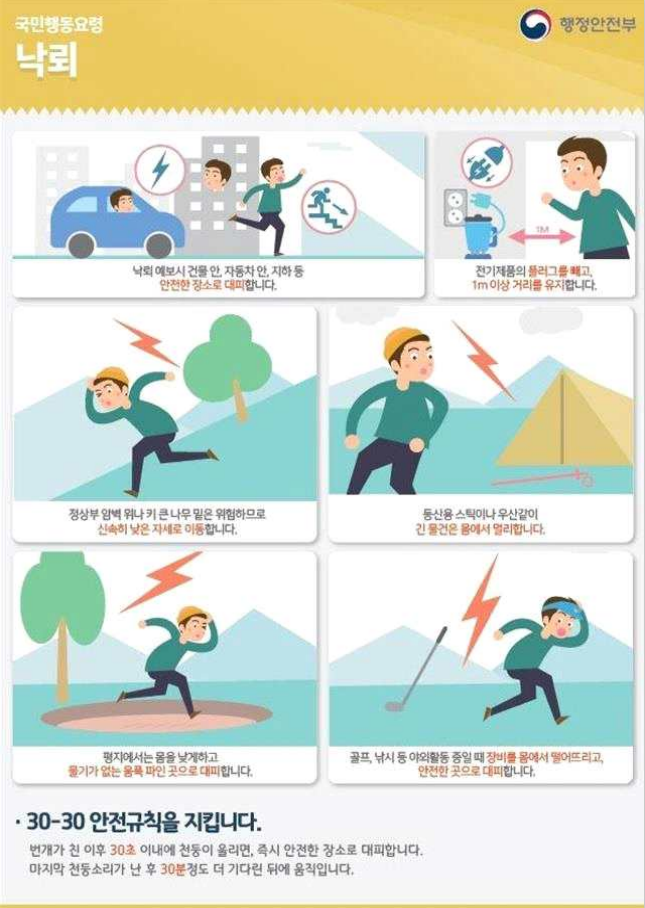 국민행동요령
낙뢰
행정안전부
낙뢰 예보시 건물 안, 자동차 안, 지하 등
안전한 장소로 대피합니다.
1M
전기제품의 플러그를 빼고,
1m 이상 거리를 유지합니다.
정상부 암벽 위나 키 큰 나무 밑은 위험하므로
신속히 낮은 자세로 이동합니다.
등산용 스틱이나 우산같이
긴 물건은 몸에서 멀리합니다.
평지에서는 몸을 낮게하고
물기가 없는 움푹 파인 곳으로 대피합니다.
골프, 낚시 등 야외활동 중일 때 장비를 몸에서 떨어뜨리고,
안전한 곳으로 대피합니다.
· 30-30 안전규칙을 지킵니다.
번개가 친 이후 30초 이내에 천둥이 울리면, 즉시 안전한 장소로 대피합니다.
마지막 천둥소리가 난 후 30분정도 더 기다린 뒤에 움직입니다.